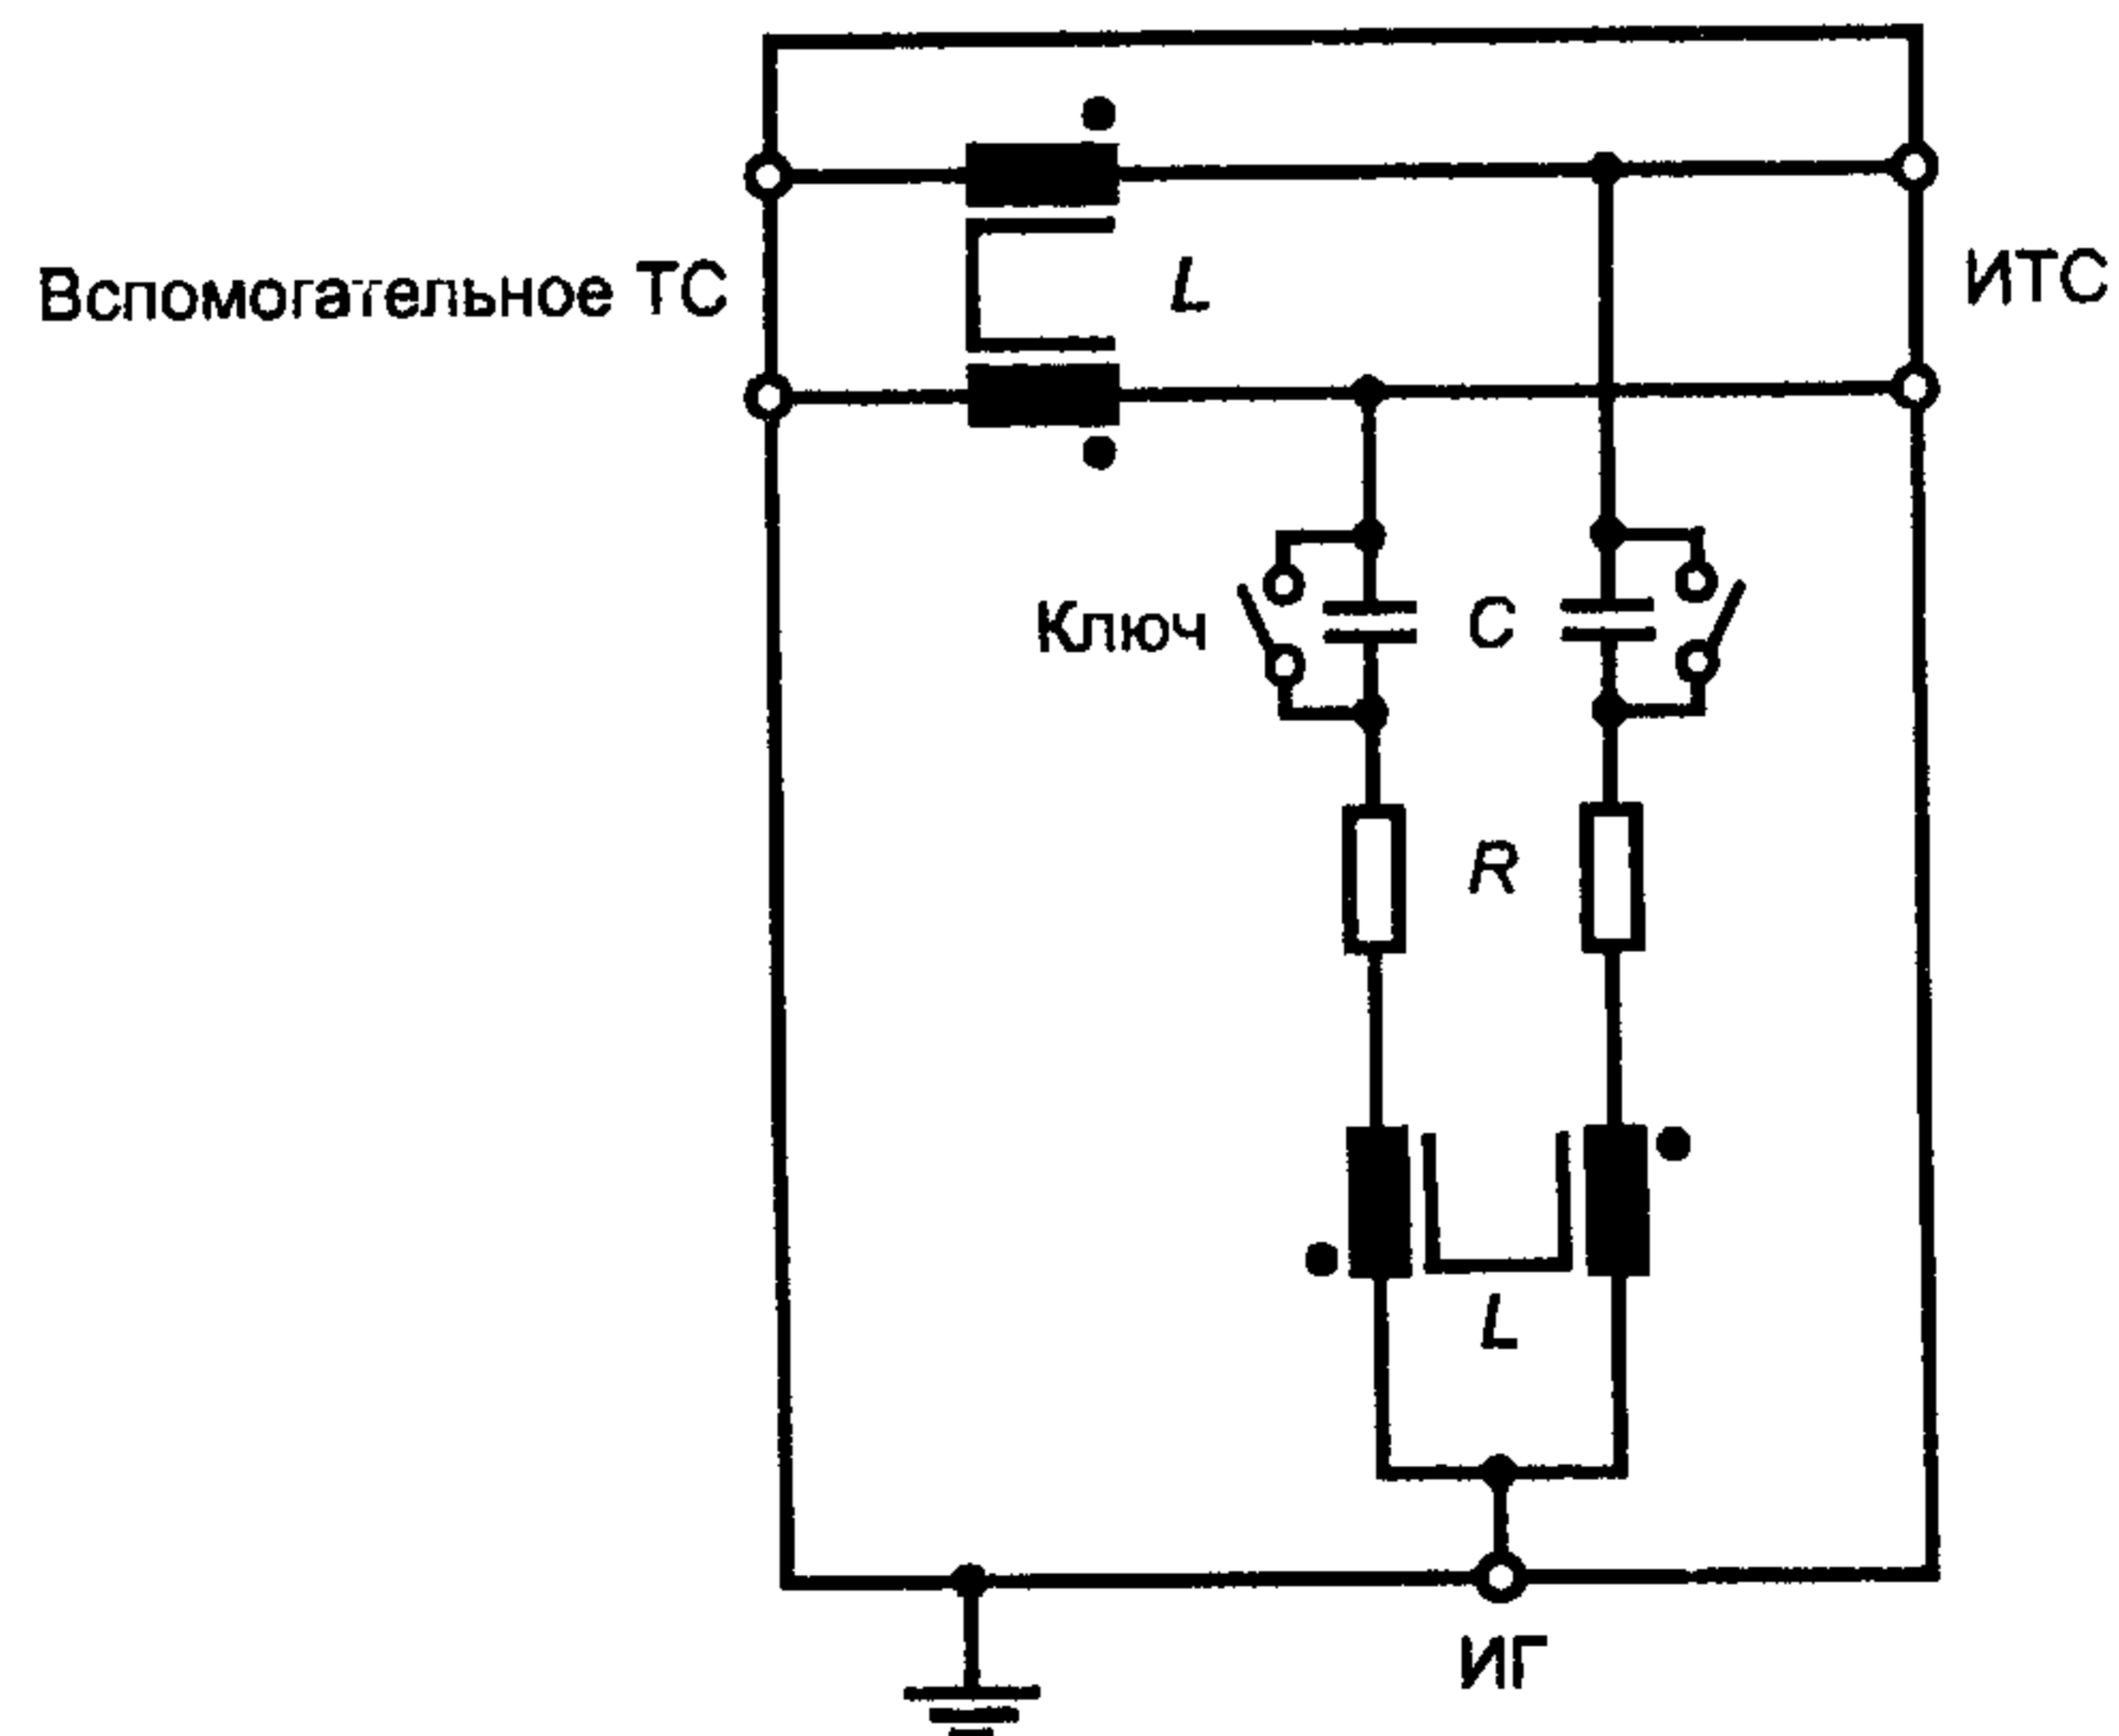 L
Вспомогательное ТС
ИТС
Ключ
C
R
L
ИГ